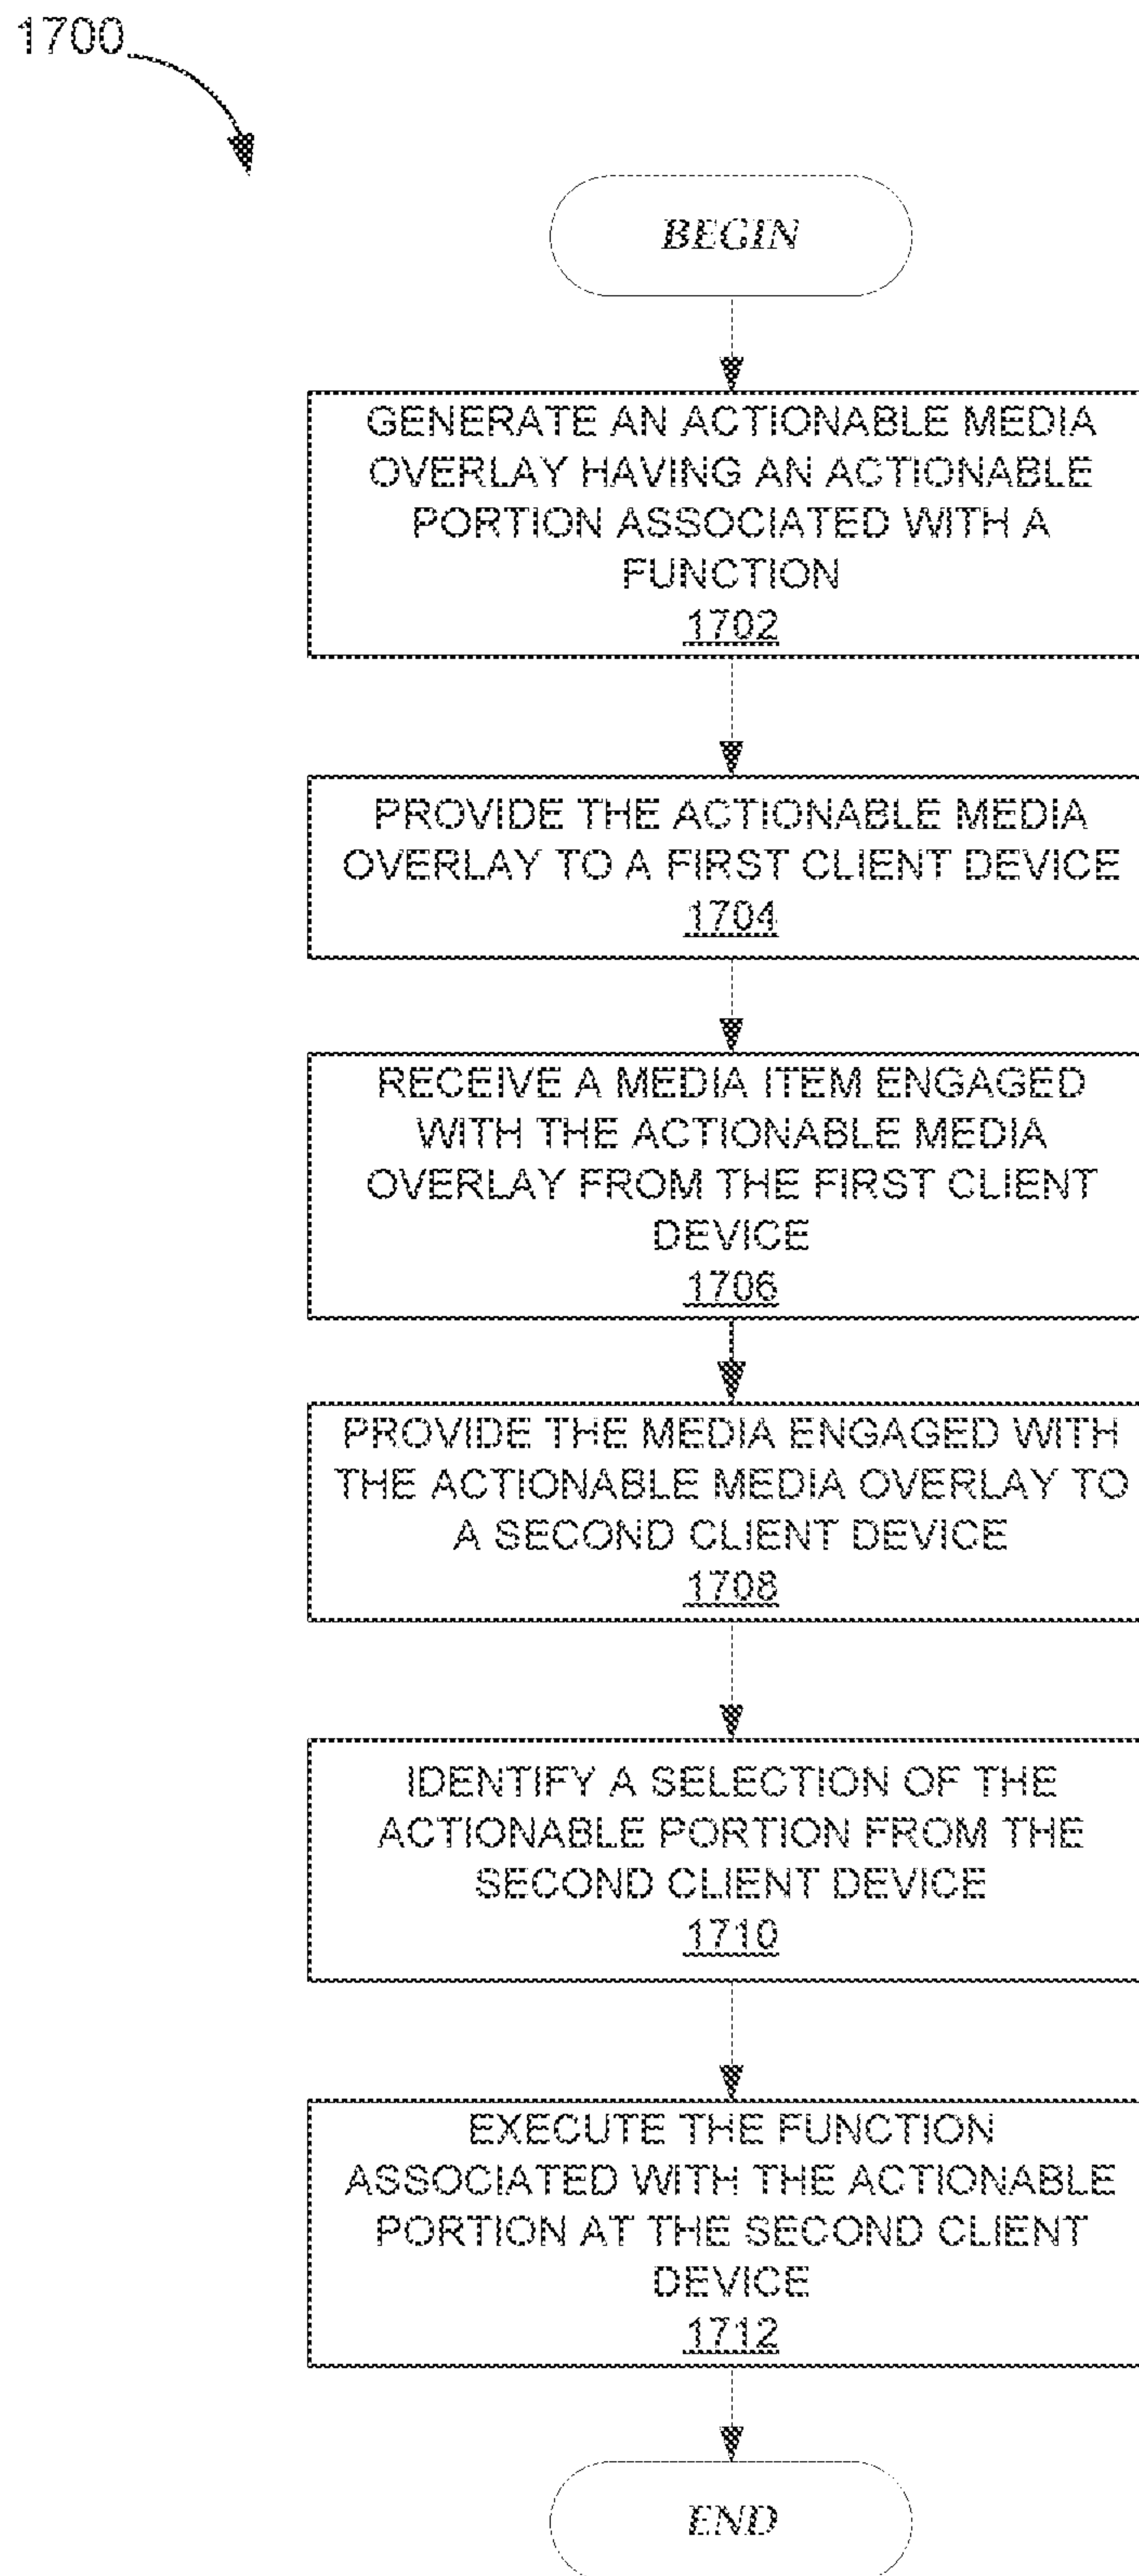 1700
BEGIN
GENERATE AN ACTIONABLE MEDIA
OVERLAY HAVING AN ACTIONABLE
PORTION ASSOCIATED WITH A
FUNCTION
1702
PROVIDE THE ACTIONABLE MEDIA
OVERLAY TO A FIRST CLIENT DEVICE
1704
RECEIVE A MEDIA ITEM ENGAGED
WITH THE ACTIONABLE MEDIA
OVERLAY FROM THE FIRST CLIENT
DEVICE
1706
PROVIDE THE MEDIA ENGAGED WITH
THE ACTIONABLE MEDIA OVERLAY TO
A SECOND CLIENT DEVICE
1708
IDENTIFY A SELECTION OF THE
ACTIONABLE PORTION FROM THE
SECOND CLIENT DEVICE
1710
EXECUTE THE FUNCTION
ASSOCIATED WITH THE ACTIONABLE
PORTION AT THE SECOND CLIENT
DEVICE
1712
END